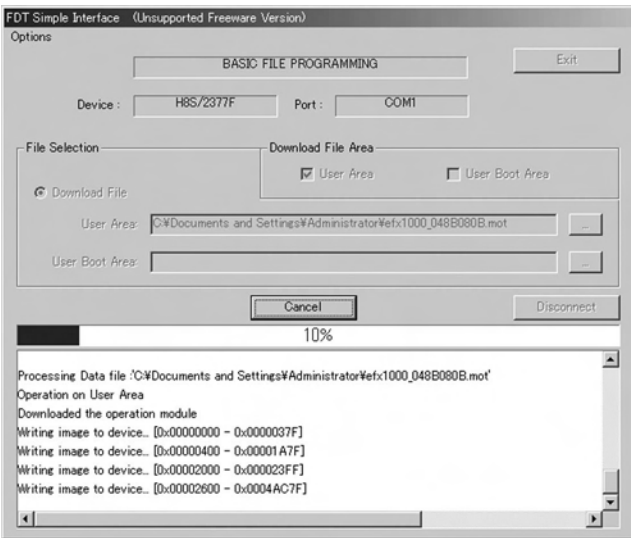 FDT Simple Interface (Unsupported Freeware Version)
Options
BASIC FILE PROGRAMMING
Exit
Device : H8S/2377F Port : COM1
File Selection
Download File Area
User Area User Boot Area
Download File
User Area: C:¥Documents and Settings¥Administrator¥efx1000_048B080B.mot ...
User Boot Area: ...
Cancel
Disconnect
10%
Processing Data file :'C:¥Documents and Settings¥Administrator¥efx1000_048B080B.mot'
Operation on User Area
Downloaded the operation module
Writing image to device... [0x00000000 - 0x0000037F]
Writing image to device... [0x00000400 - 0x00001A7F]
Writing image to device... [0x00002000 - 0x000023FF]
Writing image to device... [0x00002600 - 0x0004AC7F]